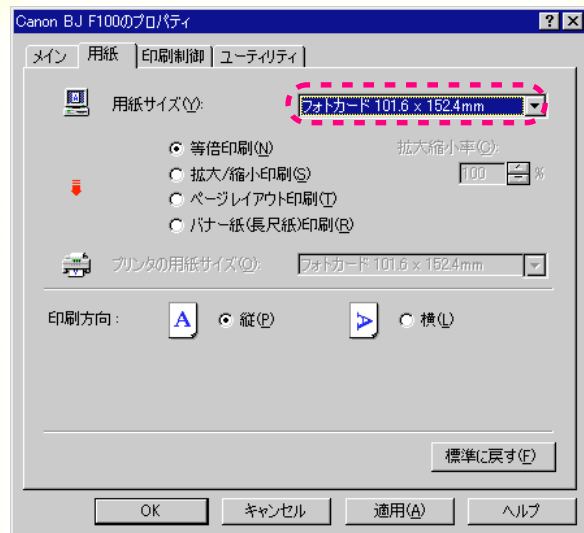 Canon BJ F100のプロパティ
メイン 用紙 印刷制御 ユーティリティ
用紙サイズ(Y): フォトカード 101.6 x 152.4mm
等倍印刷(N) 拡大縮小率(C):
拡大/縮小印刷(S) 100 %
ページレイアウト印刷(T)
バナー紙(長尺紙)印刷(R)
プリンタの用紙サイズ(O): フォトカード 101.6 x 152.4mm
印刷方向: A 縦(P) A 横(L)
標準に戻す(F)
OK キャンセル 適用(A) ヘルプ